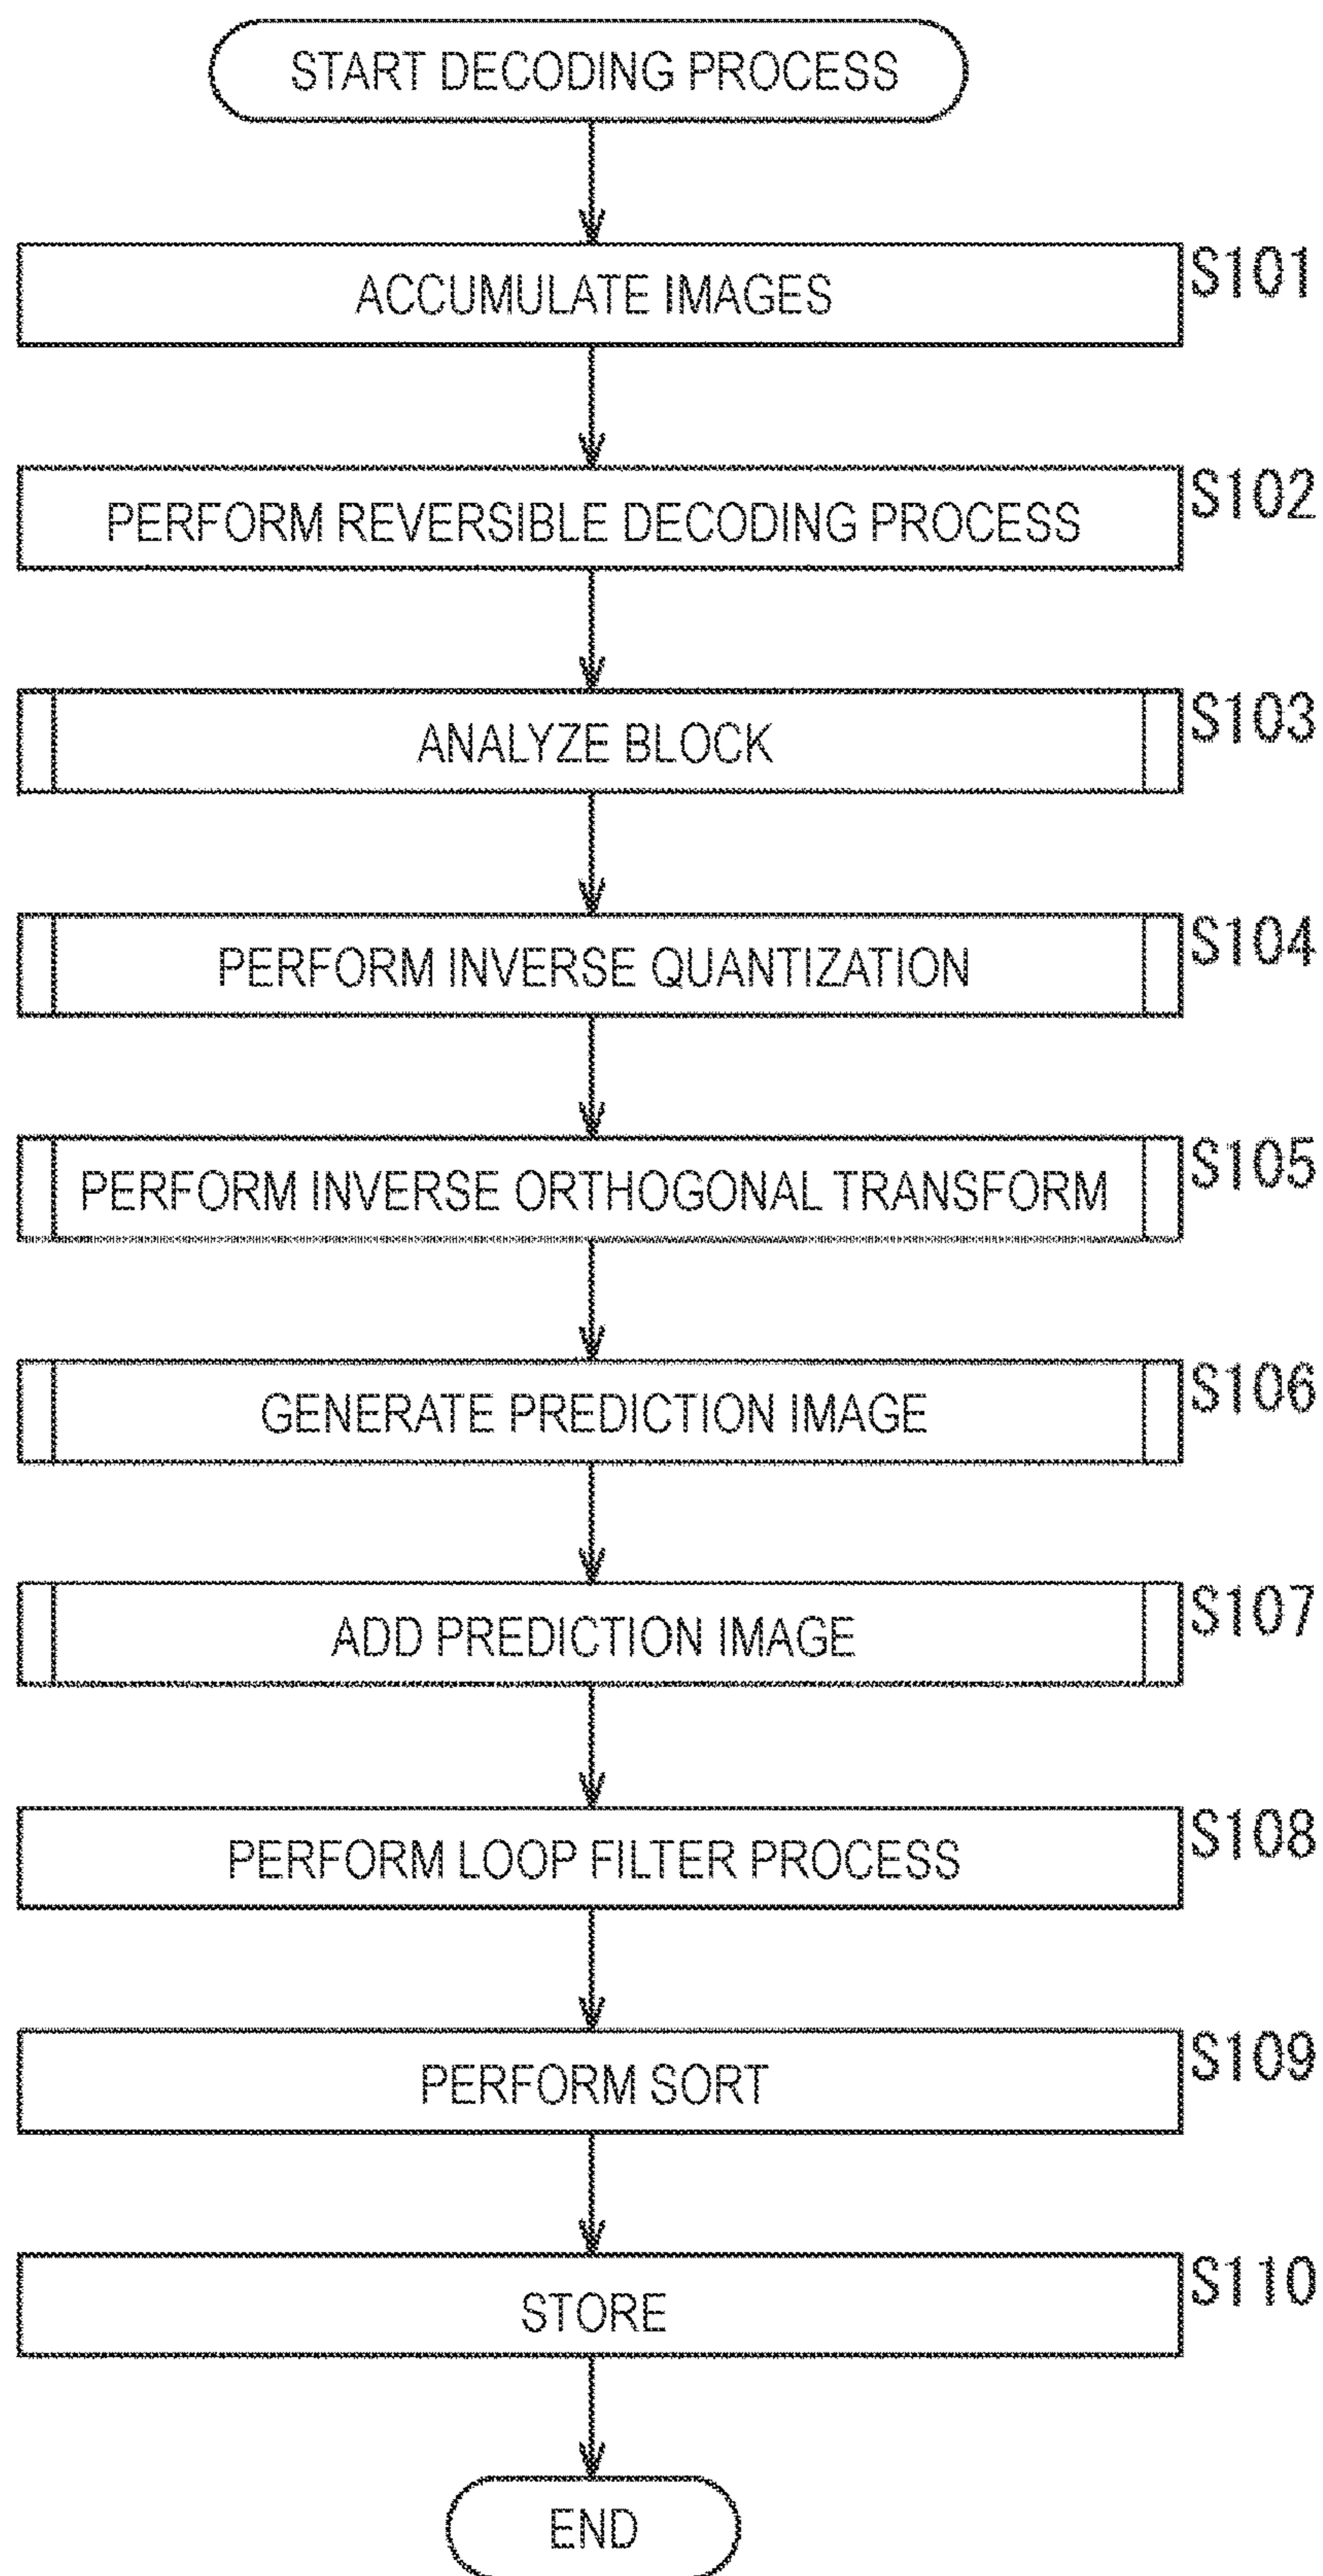 START DECODING PROCESS
ACCUMULATE IMAGES
S101
PERFORM REVERSIBLE DECODING PROCESS
S102
ANALYZE BLOCK
S103
PERFORM INVERSE QUANTIZATION
S104
PERFORM INVERSE ORTHOGONAL TRANSFORM
S105
GENERATE PREDICTION IMAGE
S106
ADD PREDICTION IMAGE
S107
PERFORM LOOP FILTER PROCESS
S108
PERFORM SORT
S109
STORE
S110
END